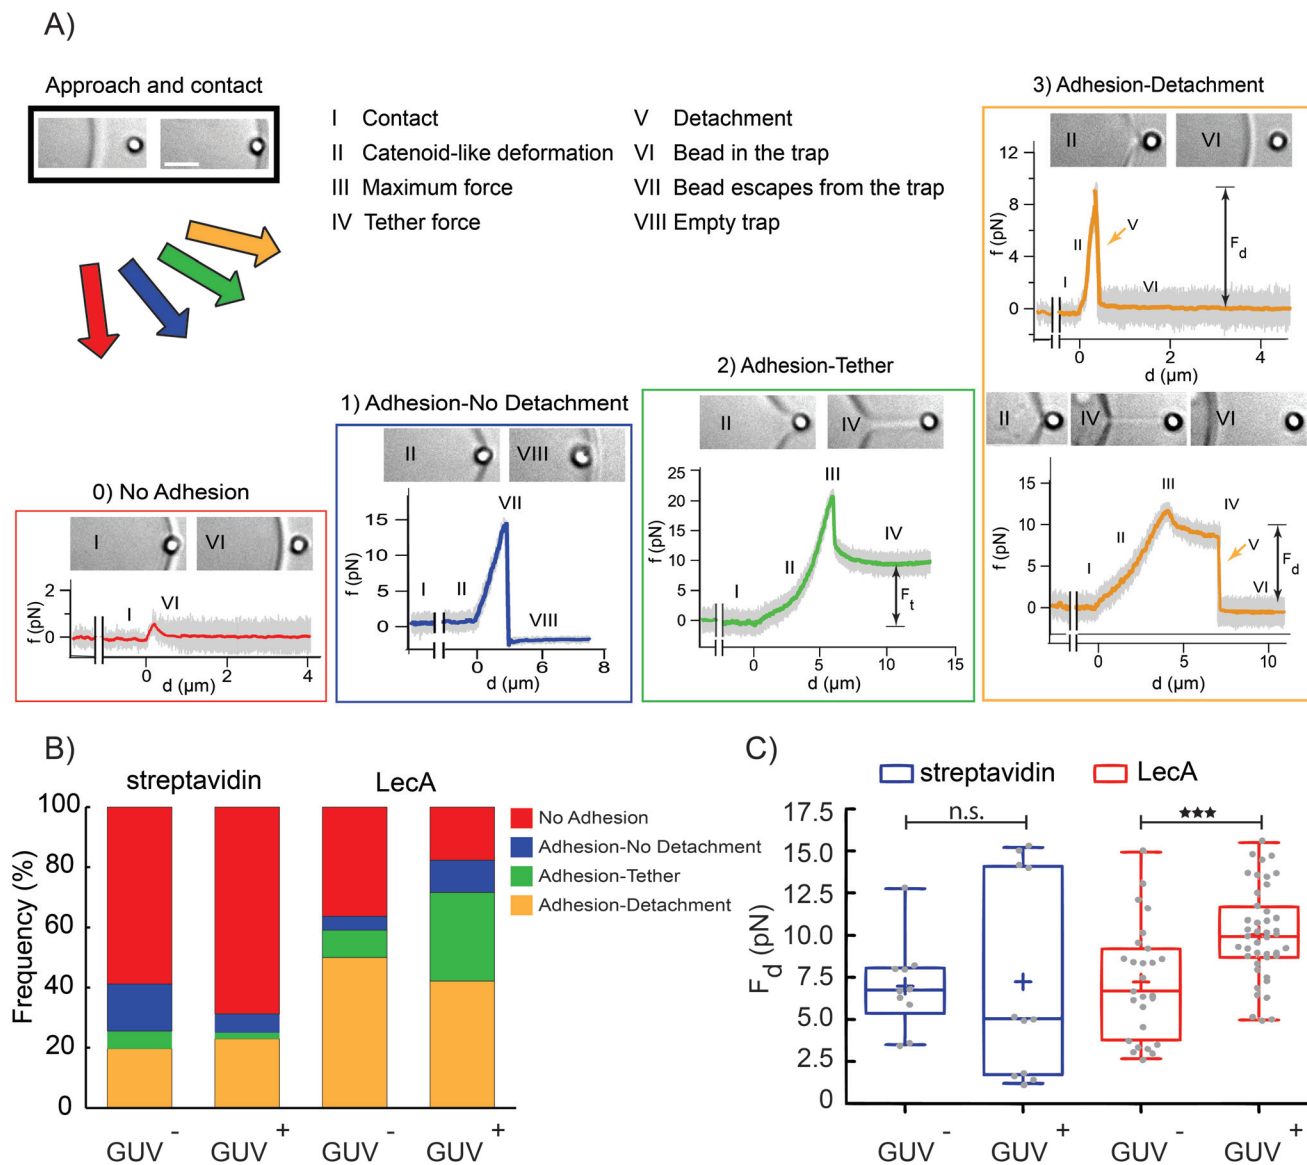 A)
Approach and contact
I Contact
II Catenoid-like deformation
III Maximum force
IV Tether force
V Detachment
VI Bead in the trap
VII Bead escapes from the trap
VIII Empty trap
3) Adhesion-Detachment
II
VI
12
8
4
0
f (pN)
I
II
V
VI
F_d
0
2
4
d (µm)
II
IV
VI
15
10
5
0
f (pN)
I
II
III
IV
V
VI
F_d
0
5
10
d (µm)
2) Adhesion-Tether
II
IV
25
20
15
10
5
0
f (pN)
I
II
III
IV
F_t
0
5
10
15
d (µm)
1) Adhesion-No Detachment
II
VIII
15
10
5
0
f (pN)
I
II
VII
VIII
0
6
8
d (µm)
0) No Adhesion
I
VI
2
0
f (pN)
I
VI
0
2
4
d (µm)
B)
streptavidin
LecA
100
80
60
40
20
0
Frequency (%)
No Adhesion
Adhesion-No Detachment
Adhesion-Tether
Adhesion-Detachment
GUV -
GUV +
GUV -
GUV +
C)
streptavidin
LecA
17.5
15.0
12.5
10.0
7.5
5.0
2.5
0
F_d (pN)
n.s.
★★★
GUV -
GUV +
GUV -
GUV +